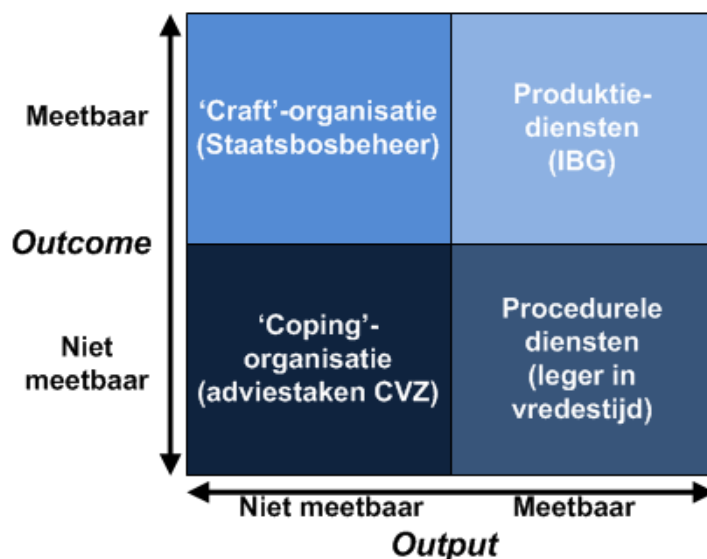 Meetbaar
Outcome
Niet
meetbaar
‘Craft’-organisatie
(Staatsbosbeheer)
Produktie-
diensten
(IBG)
‘Coping’-
organisatie
(adviestaken CVZ)
Procedurele
diensten
(leger in
vredestijd)
Niet meetbaar
Meetbaar
Output